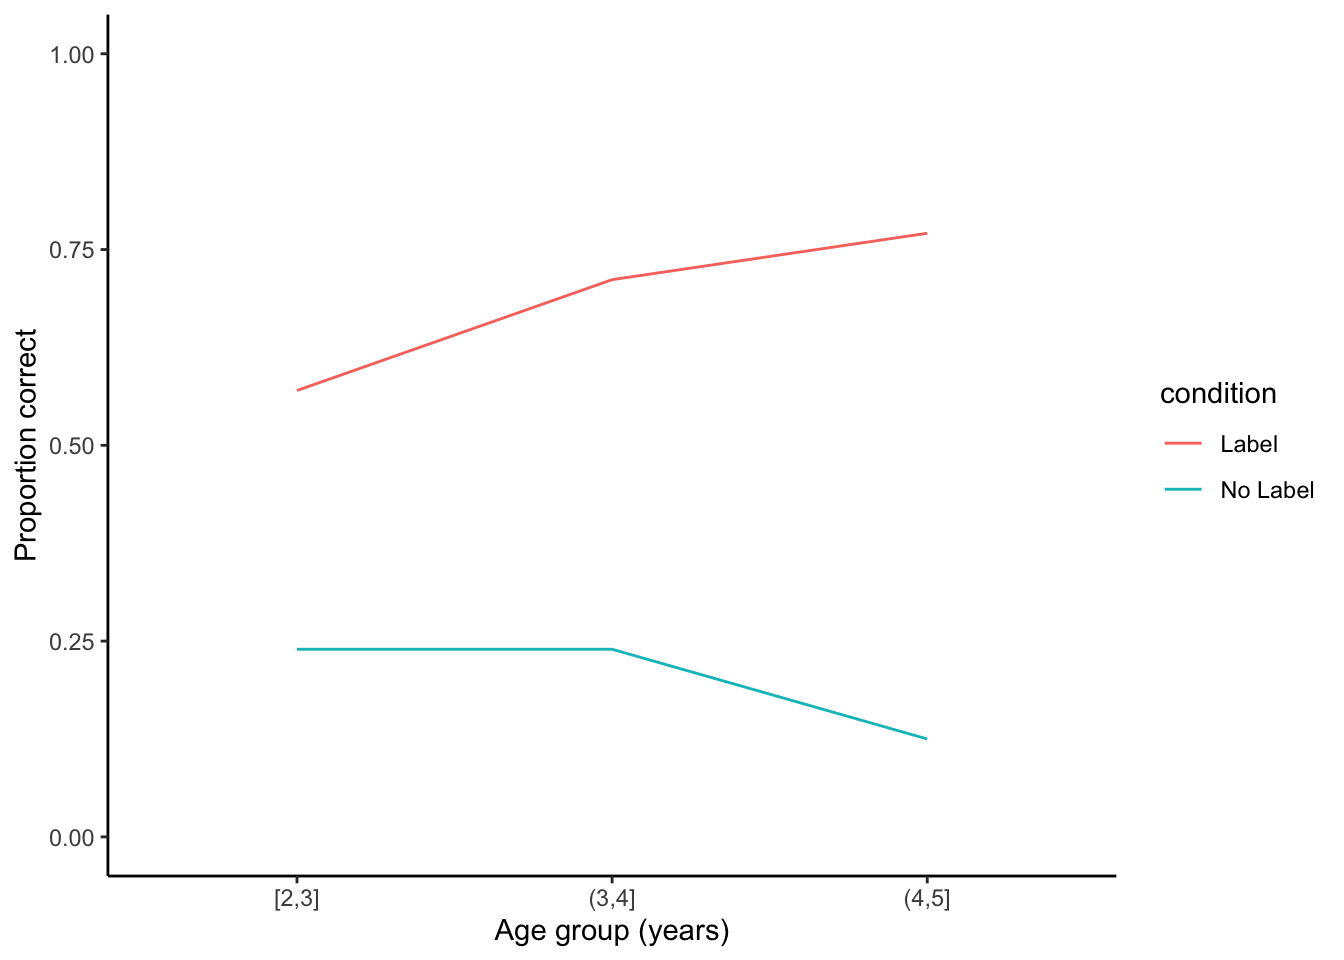 1.00
0.75
0.50
0.25
0.00
Proportion correct
[2,3]
(3,4]
(4,5]
Age group (years)
condition
Label
No Label